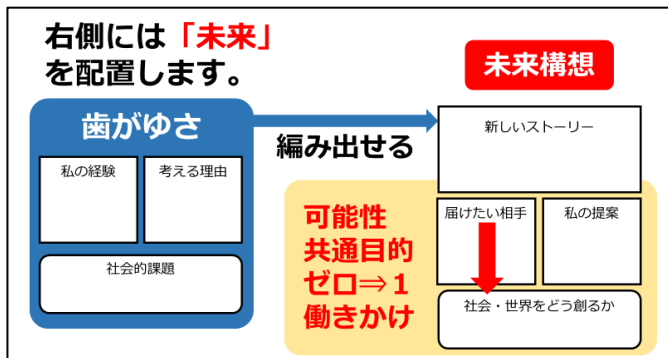 右側には「未来」
を配置します。
未来構想
歯がゆさ
編み出せる
新しいストーリー
私の経験
考える理由
社会的課題
可能性
共通目的
ゼロ⇒1
働きかけ
届けたい相手
私の提案
社会・世界をどう創るか